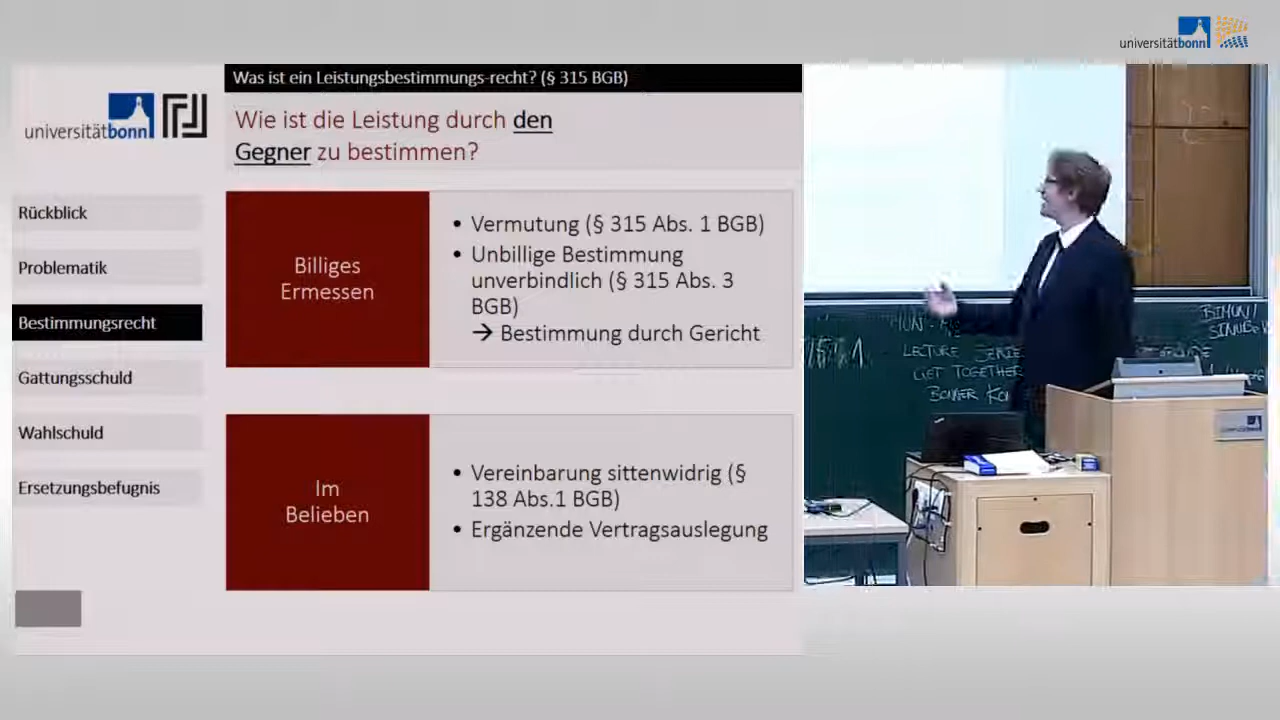 universitätbonn
Was ist ein Leistungsbestimmungs-recht? (§ 315 BGB)
universitätbonn
Wie ist die Leistung durch den
Gegner zu bestimmen?
Rückblick
Problematik
Bestimmungsrecht
Gattungsschuld
Wahlschuld
Ersetzungsbefugnis
Billiges
Ermessen
• Vermutung (§ 315 Abs. 1 BGB)
• Unbillige Bestimmung
unverbindlich (§ 315 Abs. 3
BGB)
→ Bestimmung durch Gericht
Im
Belieben
• Vereinbarung sittenwidrig (§
138 Abs.1 BGB)
• Ergänzende Vertragsauslegung
LECTURE
GET TOGETHER
BONNER